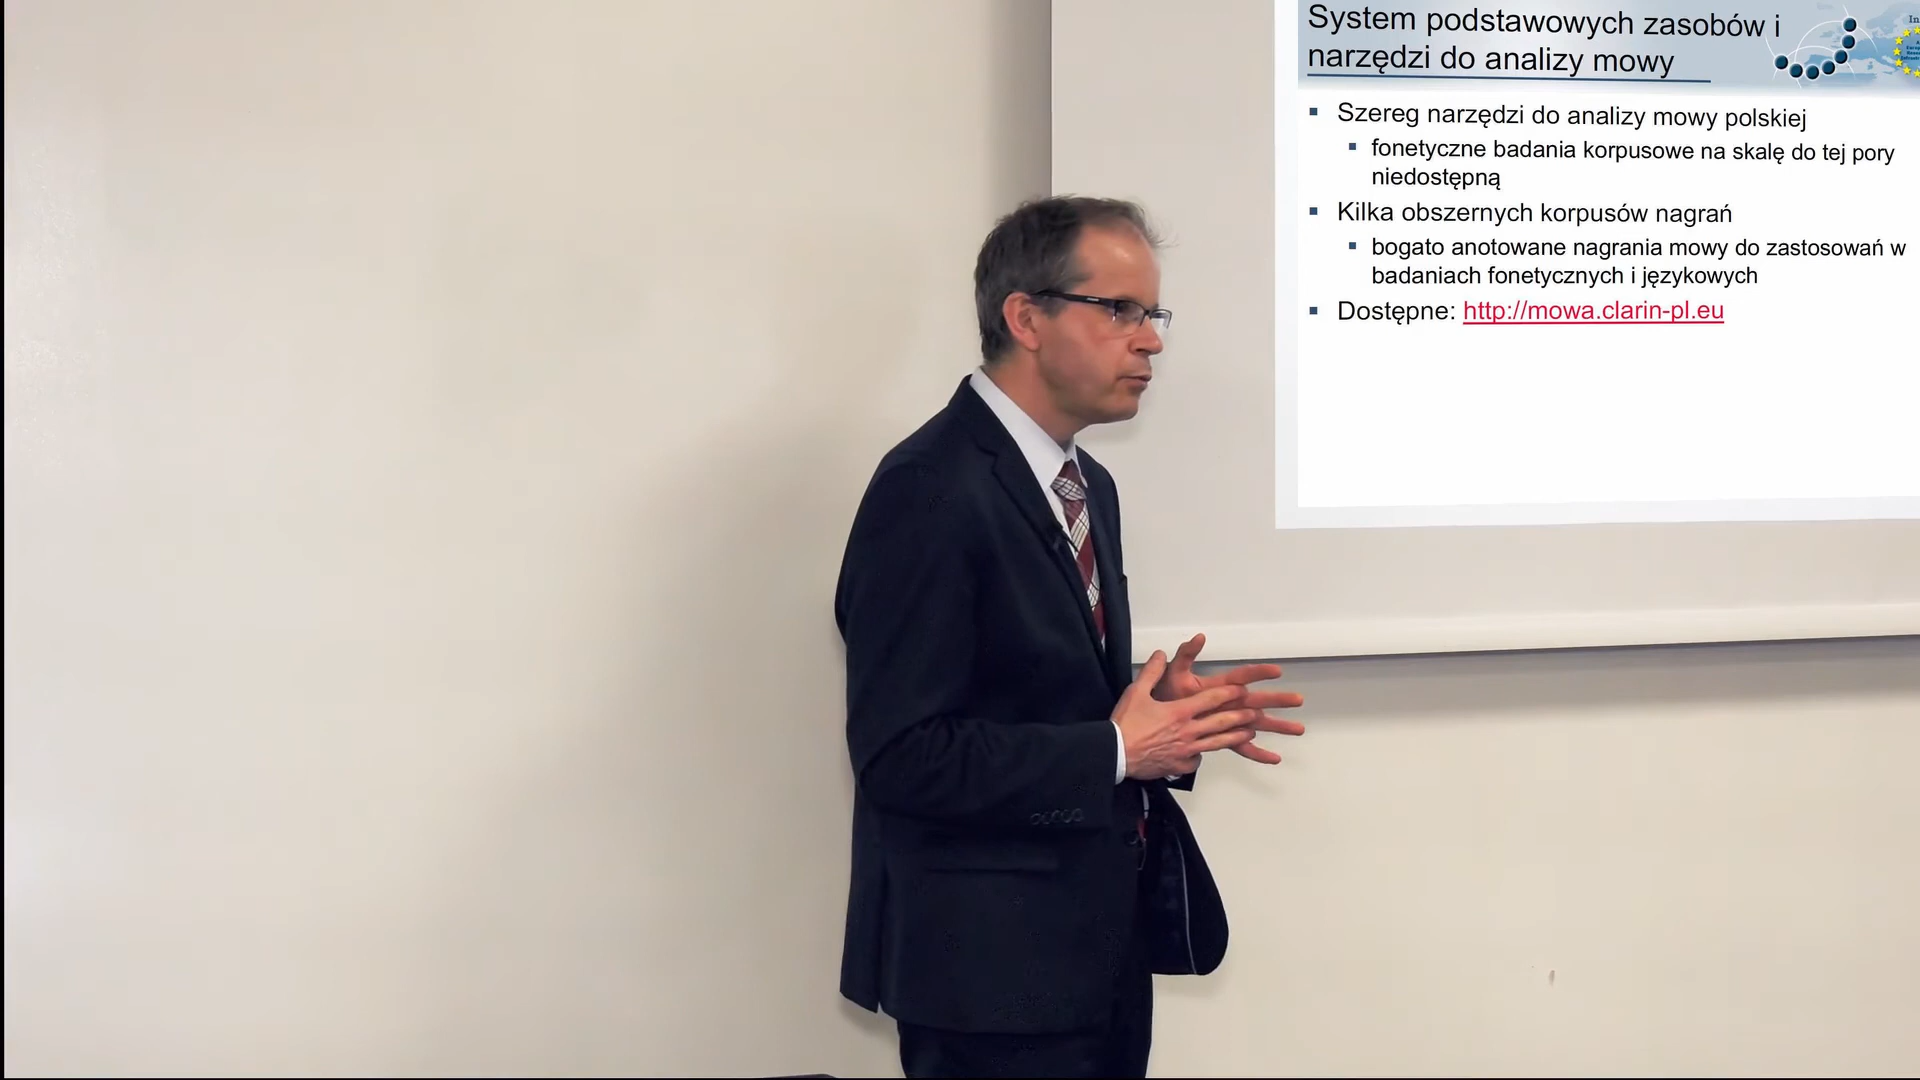 System podstawowych zasobów i
narzędzi do analizy mowy
Szereg narzędzi do analizy mowy polskiej
fonetyczne badania korpusowe na skalę do tej pory
niedostępną
Kilka obszernych korpusów nagrań
bogato anotowane nagrania mowy do zastosowań w
badaniach fonetycznych i językowych
Dostępne: http://mowa.clarin-pl.eu